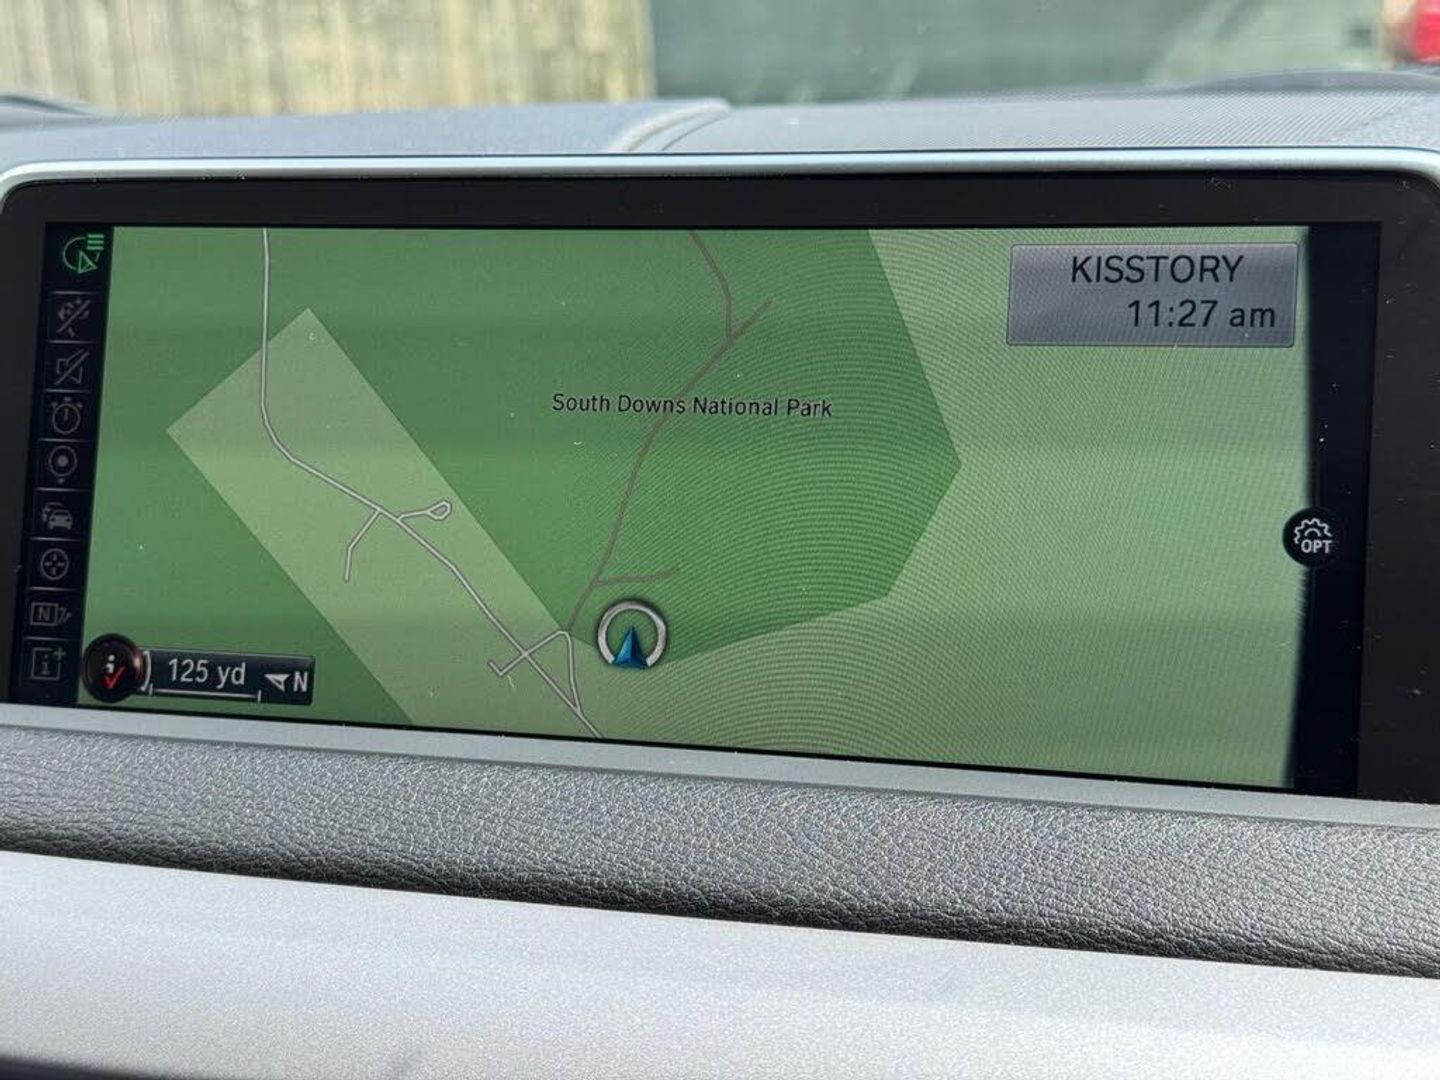 KISSTORY
11:27 am
South Downs National Park
OPT
N
i
125 yd N